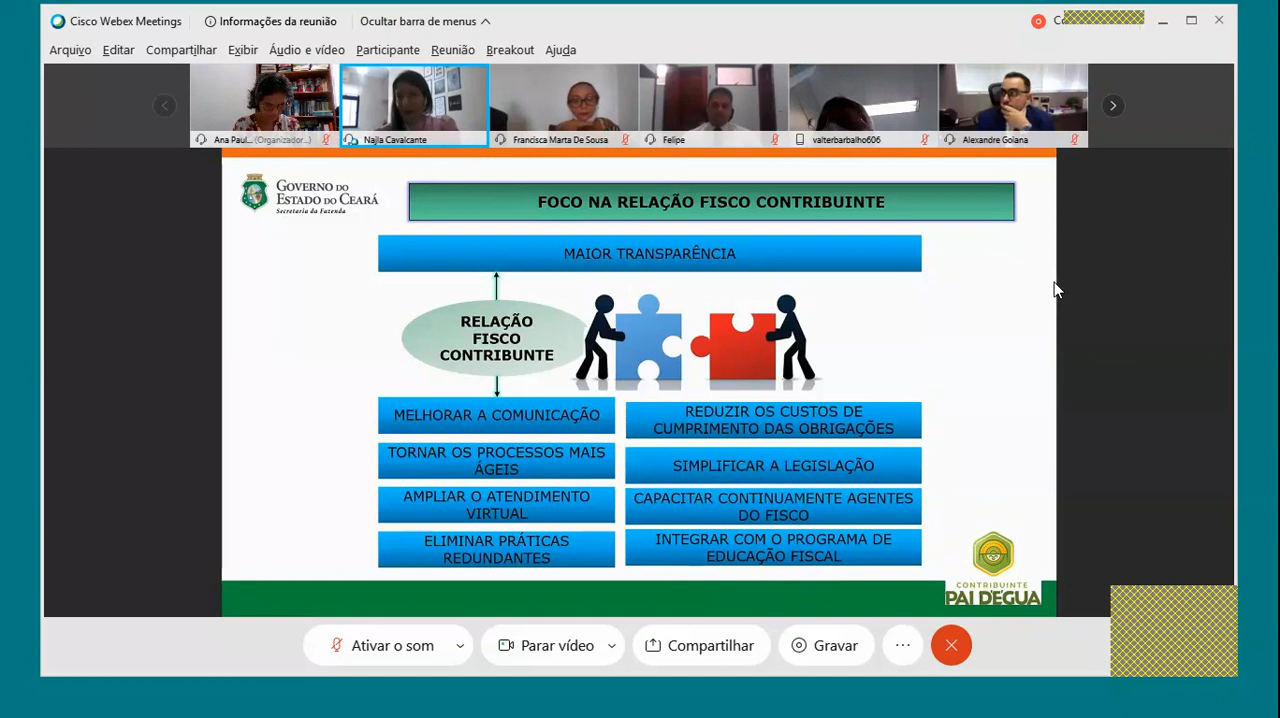 Cisco Webex Meetings
Informações da reunião
Ocultar barra de menus
Arquivo Editar Compartilhar Exibir Áudio e vídeo Participante Reunião Breakout Ajuda
Ana Paul... (Organizador...)
Najla Cavalcante
Francisca Marta De Sousa
Felipe
valterbarbalho606
Alexandre Goiana
GOVERNO DO
ESTADO DO CEARÁ
Secretaria da Fazenda
FOCO NA RELAÇÃO FISCO CONTRIBUINTE
MAIOR TRANSPARÊNCIA
RELAÇÃO
FISCO
CONTRIBUNTE
MELHORAR A COMUNICAÇÃO
TORNAR OS PROCESSOS MAIS
ÁGEIS
AMPLIAR O ATENDIMENTO
VIRTUAL
ELIMINAR PRÁTICAS
REDUNDANTES
REDUZIR OS CUSTOS DE
CUMPRIMENTO DAS OBRIGAÇÕES
SIMPLIFICAR A LEGISLAÇÃO
CAPACITAR CONTINUAMENTE AGENTES
DO FISCO
INTEGRAR COM O PROGRAMA DE
EDUCAÇÃO FISCAL
CONTRIBUINTE
PAI D'ÉGUA
Ativar o som
Parar vídeo
Compartilhar
Gravar